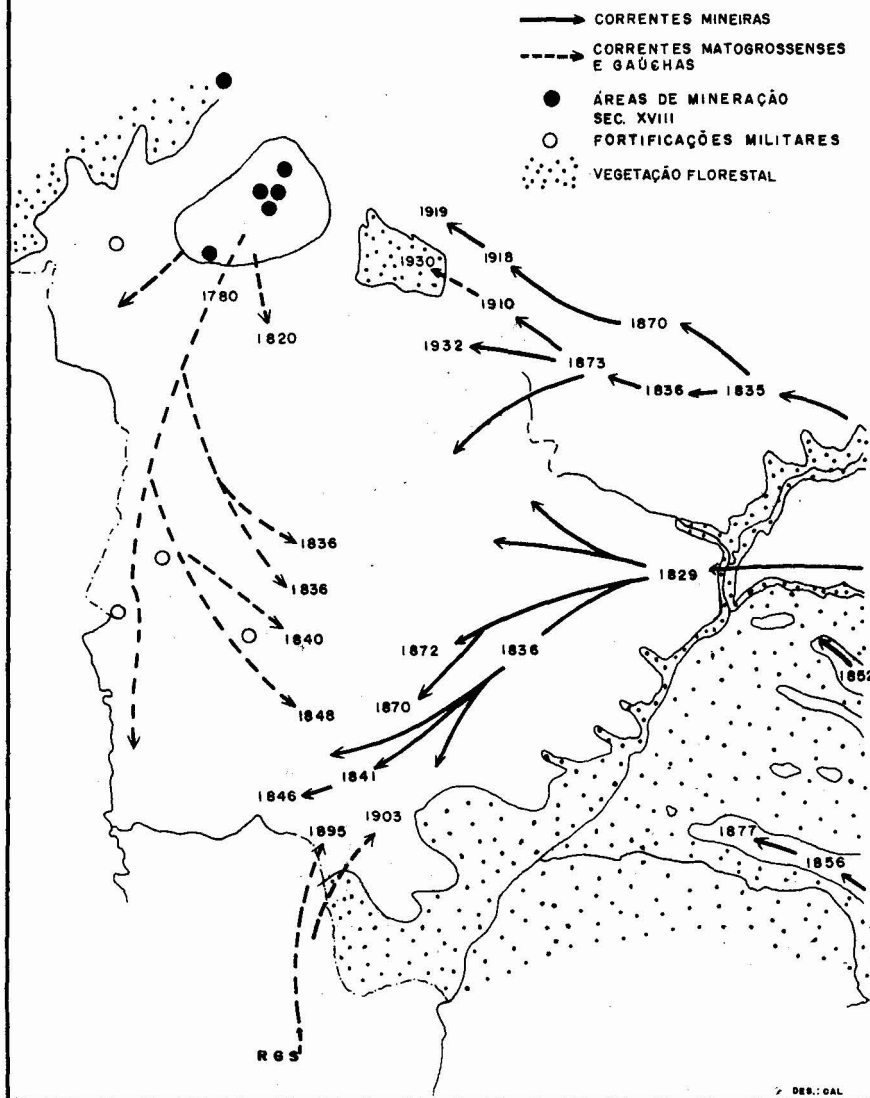 CORRENTES MINEIRAS
CORRENTES MATOGROSSENSES
E GAÚCHAS
ÁREAS DE MINERAÇÃO
SEC. XVIII
FORTIFICAÇÕES MILITARES
VEGETAÇÃO FLORESTAL
1919
1918
1930
1780
1910
1870
1820
1932
1873
1836
1835
1836
1829
1836
1840
1872
1836
1852
1870
1848
1841
1846
1903
1895
1877
1856
RGS
DES.: CAL